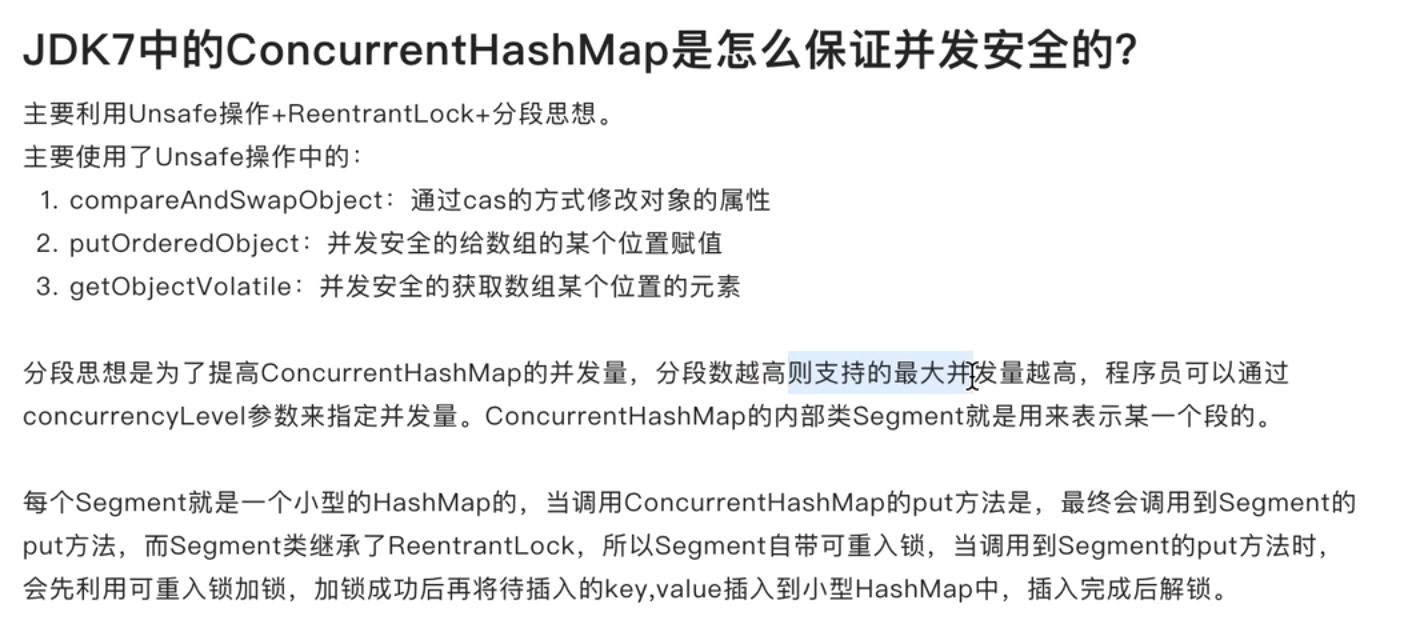 JDK7中的ConcurrentHashMap是怎么保证并发安全的?
主要利用Unsafe操作+ReentrantLock+分段思想。
主要使用了Unsafe操作中的:
1. compareAndSwapObject：通过cas的方式修改对象的属性
2. putOrderedObject：并发安全的给数组的某个位置赋值
3. getObjectVolatile：并发安全的获取数组某个位置的元素
分段思想是为了提高ConcurrentHashMap的并发量，分段数越高则支持的最大并发量越高，程序员可以通过
concurrencyLevel参数来指定并发量。ConcurrentHashMap的内部类Segment就是用来表示某一个段的。
每个Segment就是一个小型的HashMap的，当调用ConcurrentHashMap的put方法是，最终会调用到Segment的
put方法，而Segment类继承了ReentrantLock，所以Segment自带可重入锁，当调用到Segment的put方法时，
会先利用可重入锁加锁，加锁成功后再将待插入的key,value插入到小型HashMap中，插入完成后解锁。